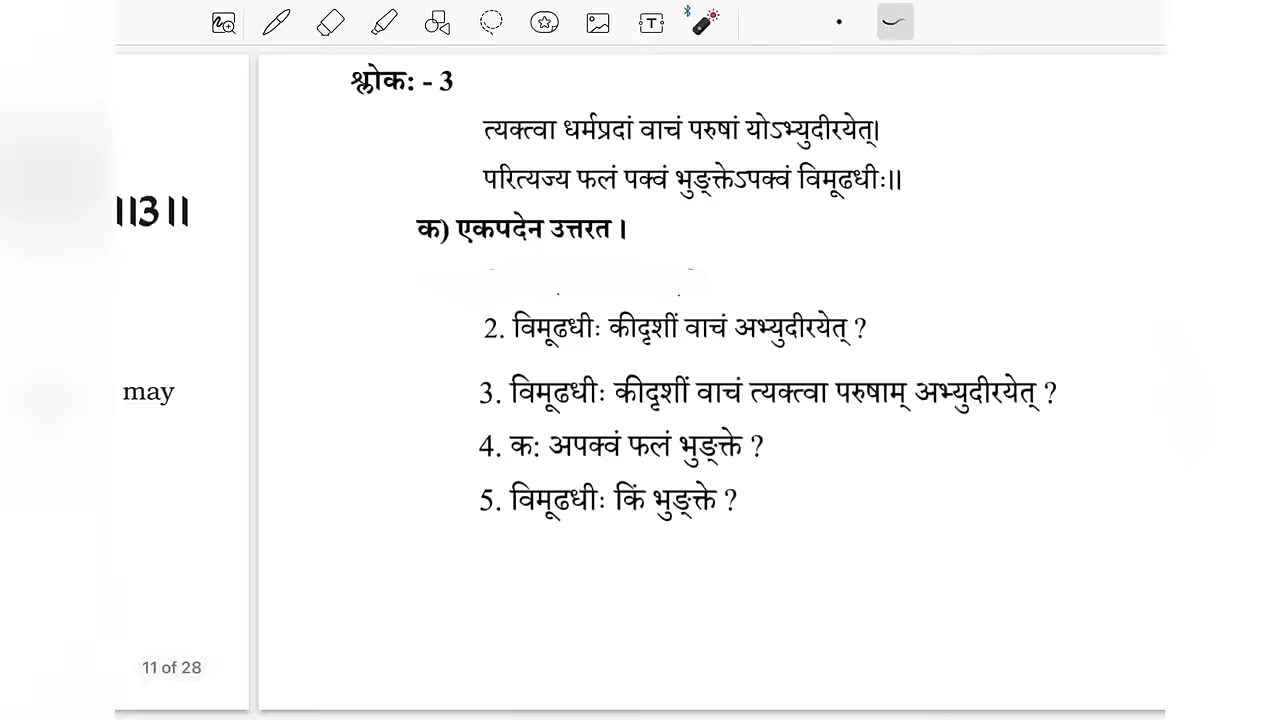 श्लोक: - 3
त्यक्त्वा धर्मप्रदां वाचं परुषां योऽभ्युदीरयेत्।
परित्यज्य फलं पक्वं भुङ्क्तेऽपक्वं विमूढधीः॥
॥3॥
क) एकपदेन उत्तरत ।
2. विमूढधीः कीदृशीं वाचं अभ्युदीरयेत् ?
may
3. विमूढधीः कीदृशीं वाचं त्यक्त्वा परुषाम् अभ्युदीरयेत् ?
4. क: अपक्वं फलं भुङ्क्ते ?
5. विमूढधीः किं भुङ्क्ते ?
11 of 28